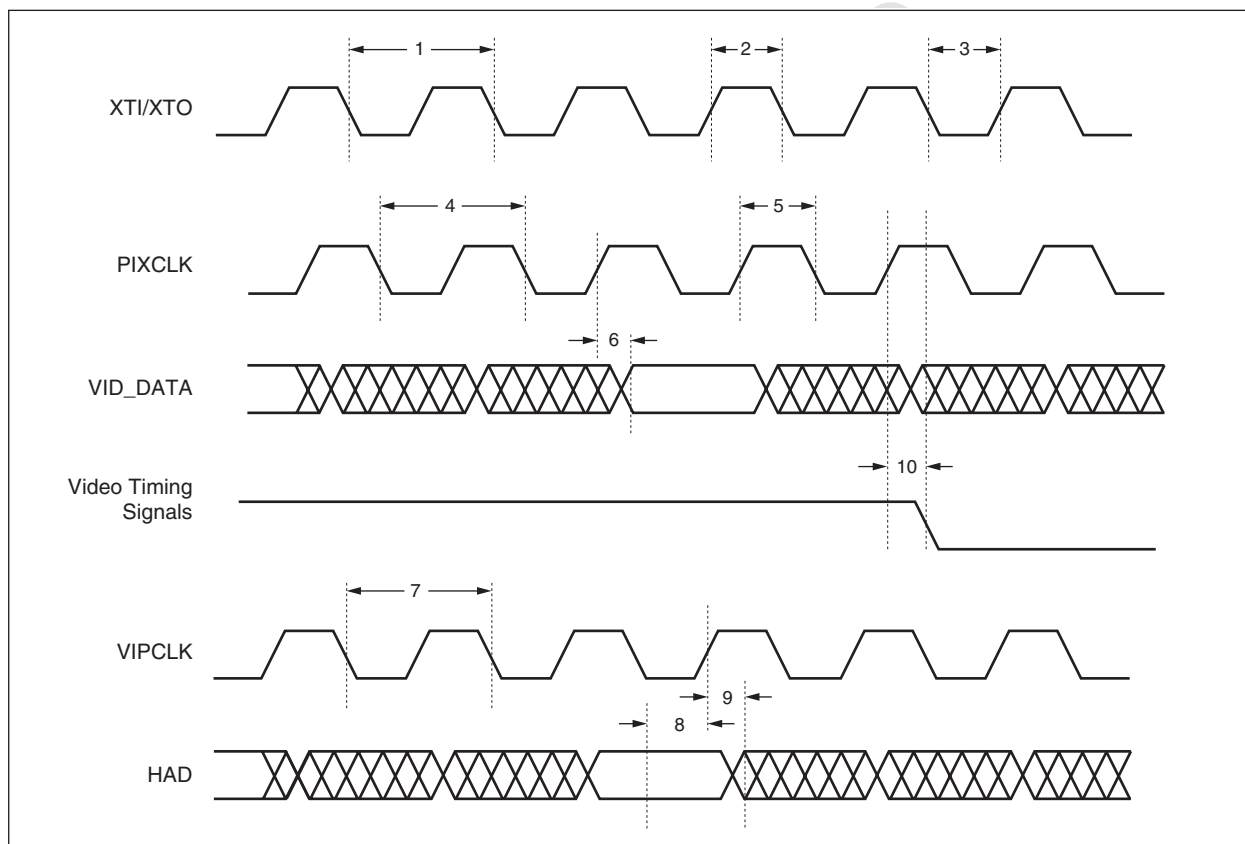 1
2
3
XTI/XTO
4
5
PIXCLK
6
VID_DATA
10
Video Timing
Signals
7
VIPCLK
9
8
HAD